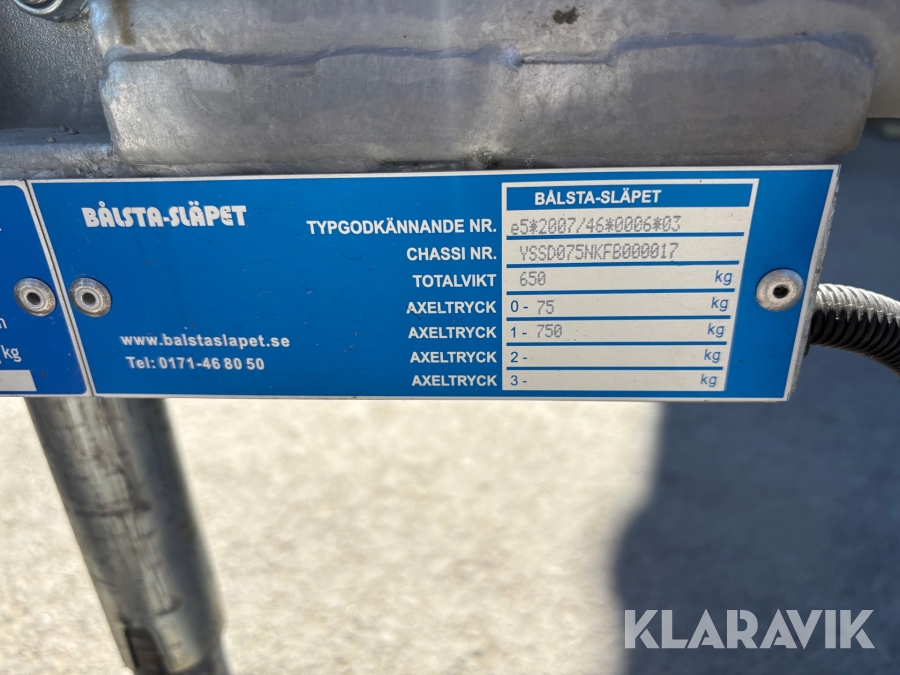 BÅLSTA-SLÄPET
BÅLSTA-SLÄPET
TYPGODKÄNNANDE NR. e5*2007/46*0006*03
CHASSI NR. YSSD075NKFB000017
TOTALVIKT 650 kg
AXELTRYCK 0- 75 kg
AXELTRYCK 1- 750 kg
AXELTRYCK 2- kg
AXELTRYCK 3- kg
www.balstaslapet.se
Tel: 0171-46 80 50
kg
KLARAVIK